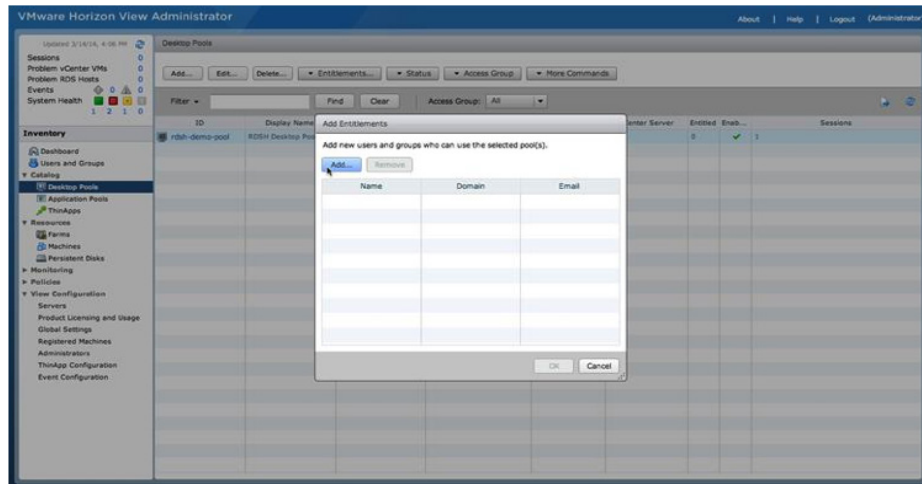 VMware Horizon View Administrator
About | Help | Logout (Administrator
Updated 3/14/14, 4:08 PM
Sessions 0
Problem vCenter VMs 0
Problem RDS Hosts 0
Events 0 0
System Health
1 2 1 0
Inventory
Dashboard
Users and Groups
Catalog
Desktop Pools
Application Pools
ThinApps
Resources
Farms
Machines
Persistent Disks
Monitoring
Policies
View Configuration
Servers
Product Licensing and Usage
Global Settings
Registered Machines
Administrators
ThinApp Configuration
Event Configuration
Desktop Pools
Add... Edit... Delete... Entitlements... Status Access Group More Commands
Filter Find Clear Access Group: All
ID Display Name enter Server Entitled Enab... Sessions
rdsh-demo-pool RDSH Desktop Poo 0 1
Add Entitlements
Add new users and groups who can use the selected pool(s).
Add... Remove
Name Domain Email
OK Cancel